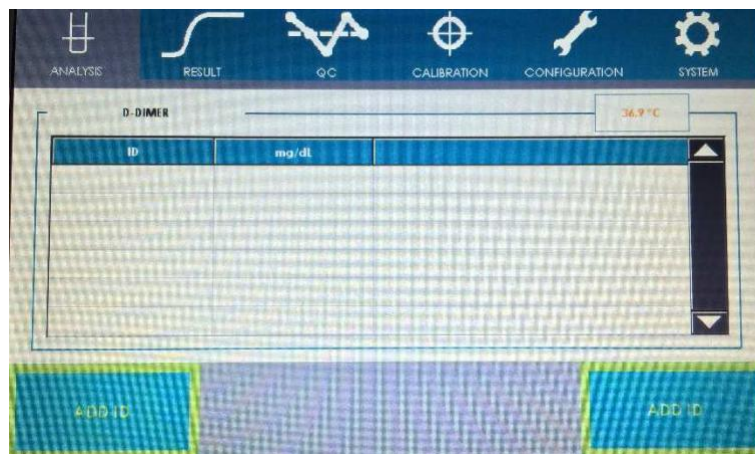 ANALYSIS RESULT QC CALIBRATION CONFIGURATION SYSTEM
D-DIMER 36.9 °C
ID mg/dL
ADD ID ADD ID